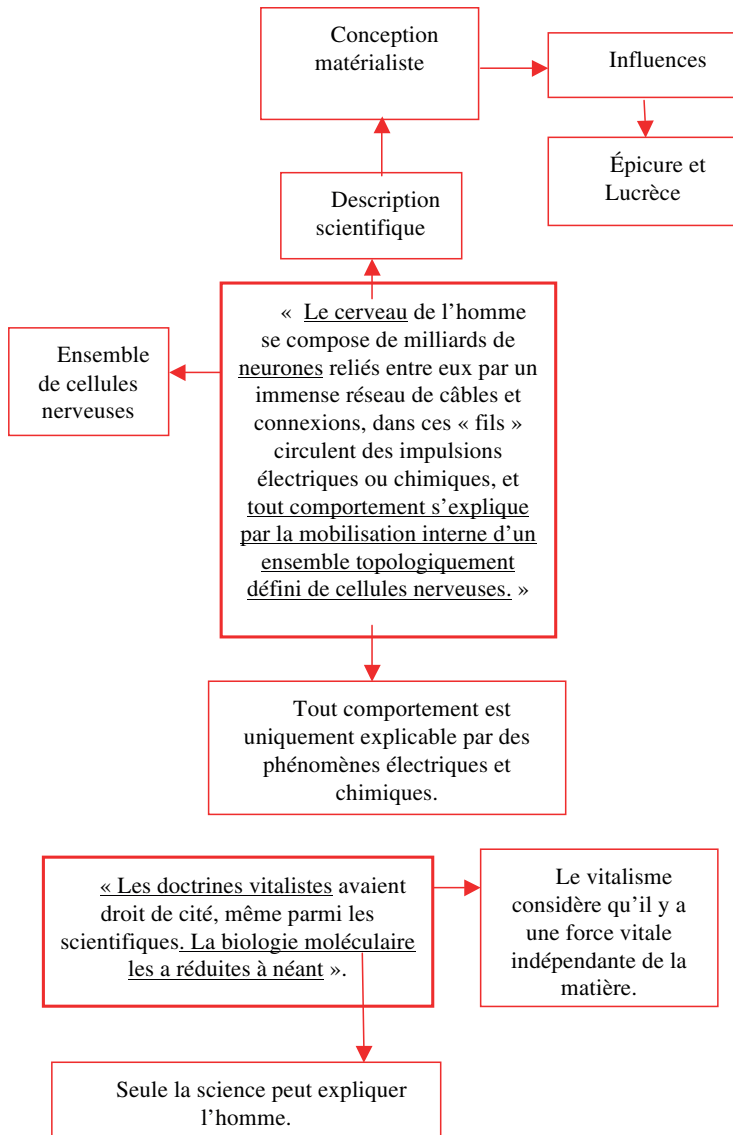 Conception
matérialiste
Influences
Épicure et
Lucrèce
Description
scientifique
« Le cerveau de l’homme
se compose de milliards de
neurones reliés entre eux par un
immense réseau de câbles et
connexions, dans ces « fils »
circulent des impulsions
électriques ou chimiques, et
tout comportement s’explique
par la mobilisation interne d’un
ensemble topologiquement
défini de cellules nerveuses. »
Ensemble
de cellules
nerveuses
Tout comportement est
uniquement explicable par des
phénomènes électriques et
chimiques.
« Les doctrines vitalistes avaient
droit de cité, même parmi les
scientifiques. La biologie moléculaire
les a réduites à néant ».
Le vitalisme
considère qu’il y a
une force vitale
indépendante de la
matière.
Seule la science peut expliquer
l’homme.